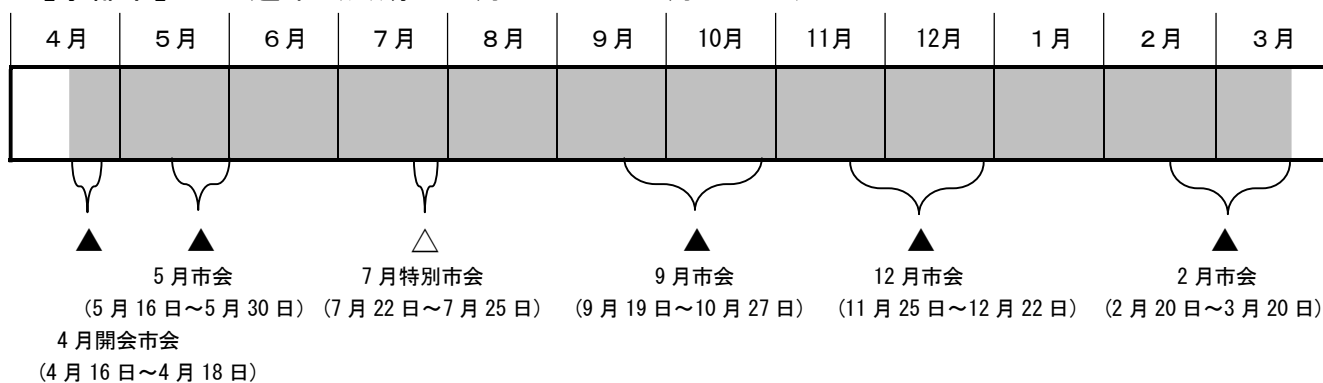 4月 5月 6月 7月 8月 9月 10月 11月 12月 1月 2月 3月
5月市会 7月特別市会 9月市会 12月市会 2月市会
(5月16日～5月30日) (7月22日～7月25日) (9月19日～10月27日) (11月25日～12月22日) (2月20日～3月20日)
4月開会市会
(4月16日～4月18日)